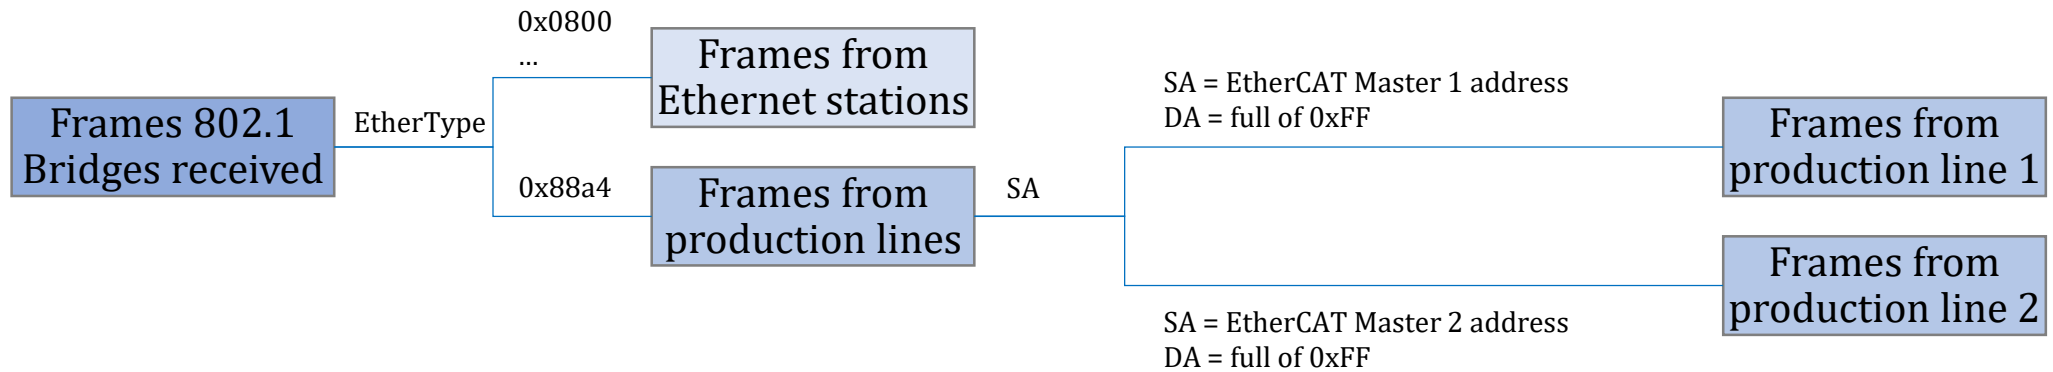 Frames 802.1
Bridges received
EtherType
0x0800
...
Frames from
Ethernet stations
0x88a4
Frames from
production lines
SA
SA = EtherCAT Master 1 address
DA = full of 0xFF
Frames from
production line 1
SA = EtherCAT Master 2 address
DA = full of 0xFF
Frames from
production line 2